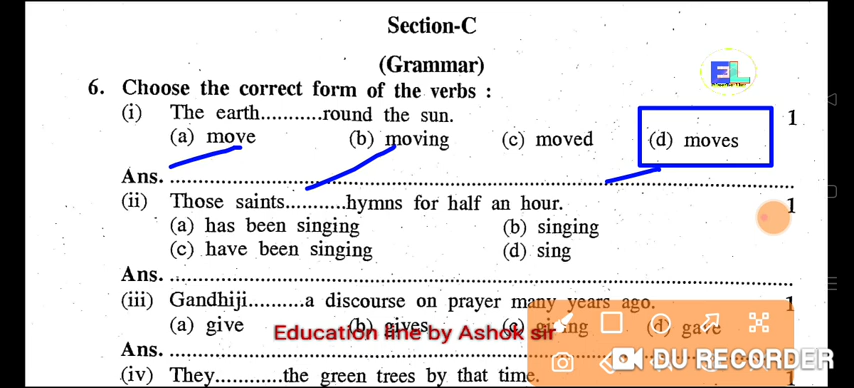 Section-C
(Grammar)
6. Choose the correct form of the verbs :
(i) The earth...........round the sun. 1
(a) move (b) moving (c) moved (d) moves
Ans. ..........
(ii) Those saints...........hymns for half an hour. 1
(a) has been singing (b) singing
(c) have been singing (d) sing
Ans. ..........
(iii) Gandhiji..........a discourse on prayer many years ago. 1
(a) give (b) gives (d) gave
Education line by Ashok sir
DU RECORDER
Ans. ..........
(iv) They............the green trees by that time. 1
EL